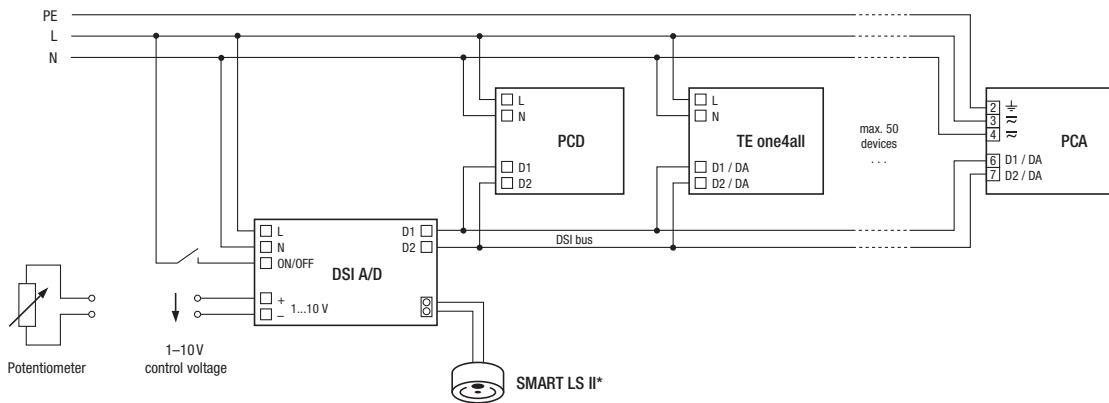 PE
L
N
L
N
PCD
D1
D2
L
N
TE one4all
D1 / DA
D2 / DA
max. 50
devices
. . .
2
3
4
PCA
6 D1 / DA
7 D2 / DA
L
N
ON/OFF
DSI A/D
D1
D2
DSI bus
+
–
1...10 V
Potentiometer
1–10 V
control voltage
SMART LS II*